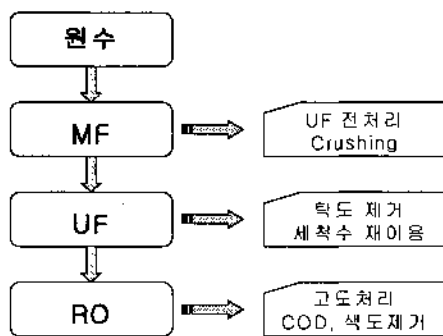 원수
MF
UF 전처리
Crushing
UF
탁도 제거
세척수 재이용
RO
고도처리
COD, 색도제거